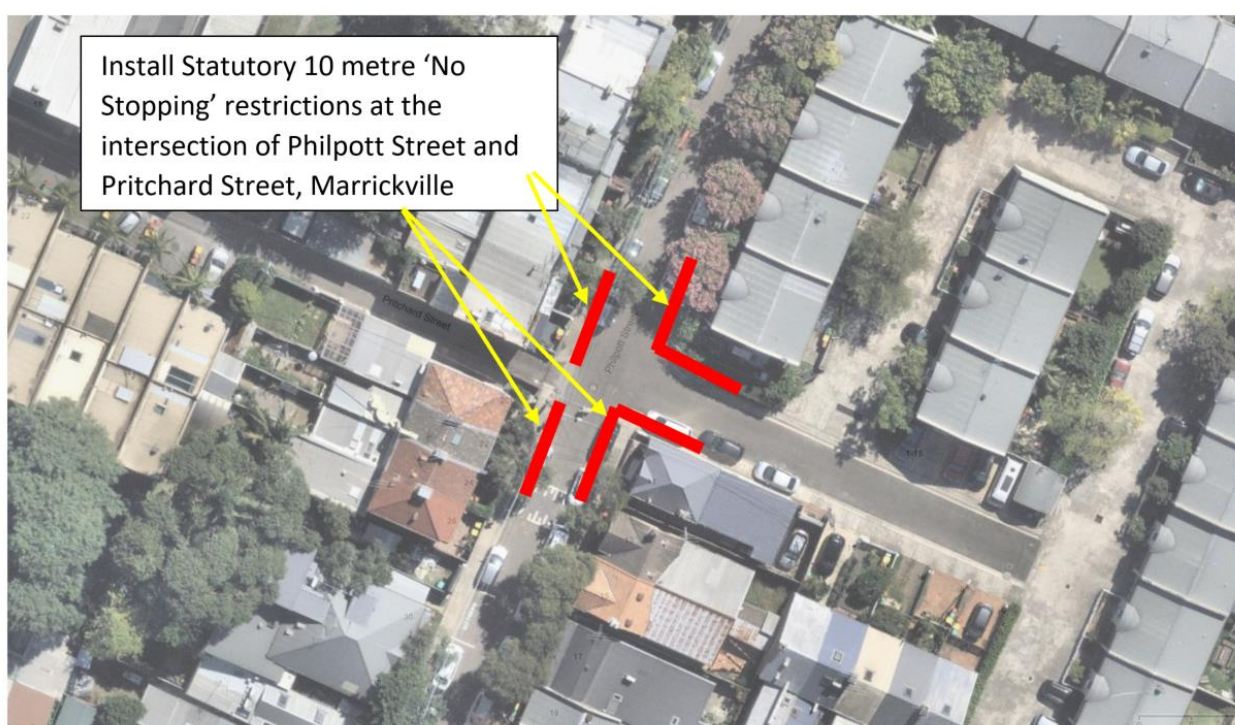 Install Statutory 10 metre ‘No
Stopping’ restrictions at the
intersection of Philpott Street and
Pritchard Street, Marrickville
Pritchard Street
Philpott Street